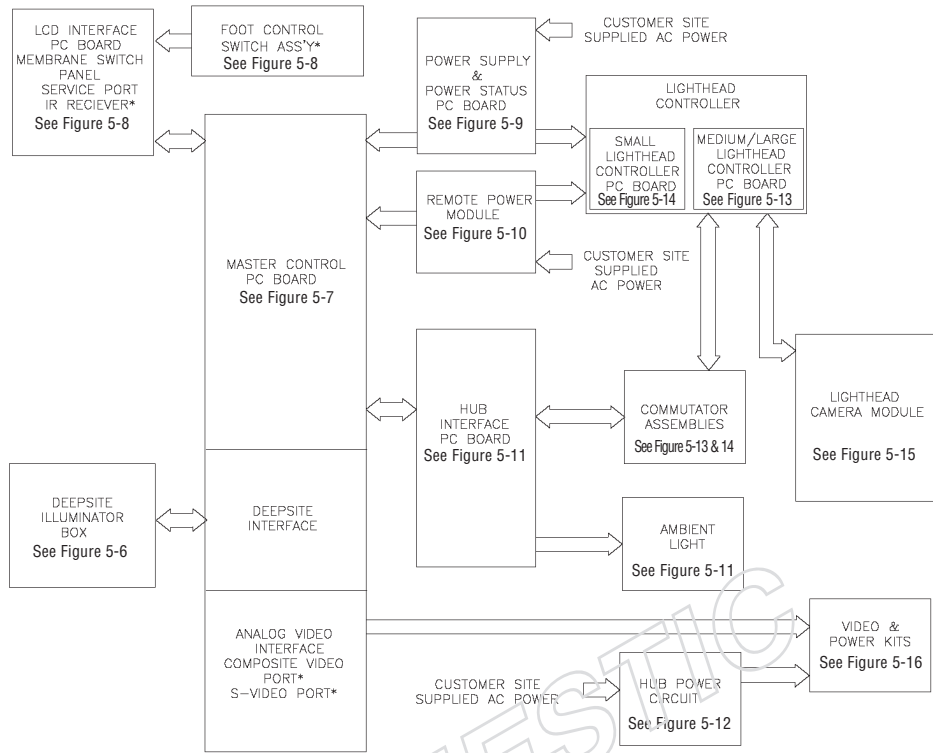 LCD INTERFACE
PC BOARD
MEMBRANE SWITCH
PANEL
SERVICE PORT
IR RECIEVER*
See Figure 5-8
FOOT CONTROL
SWITCH ASS'Y*
See Figure 5-8
CUSTOMER SITE
SUPPLIED AC POWER
POWER SUPPLY
&
POWER STATUS
PC BOARD
See Figure 5-9
LIGHTHEAD
CONTROLLER
SMALL
LIGHTHEAD
CONTROLLER
PC BOARD
See Figure 5-14
MEDIUM/LARGE
LIGHTHEAD
CONTROLLER
PC BOARD
See Figure 5-13
REMOTE POWER
MODULE
See Figure 5-10
CUSTOMER SITE
SUPPLIED
AC POWER
MASTER CONTROL
PC BOARD
See Figure 5-7
HUB
INTERFACE
PC BOARD
See Figure 5-11
COMMUTATOR
ASSEMBLIES
See Figure 5-13 & 14
LIGHTHEAD
CAMERA MODULE
See Figure 5-15
DEEPSITE
ILLUMINATOR
BOX
See Figure 5-6
DEEPSITE
INTERFACE
AMBIENT
LIGHT
See Figure 5-11
ANALOG VIDEO
INTERFACE
COMPOSITE VIDEO
PORT*
S-VIDEO PORT*
VIDEO &
POWER KITS
See Figure 5-16
CUSTOMER SITE
SUPPLIED AC POWER
HUB POWER
CIRCUIT
See Figure 5-12